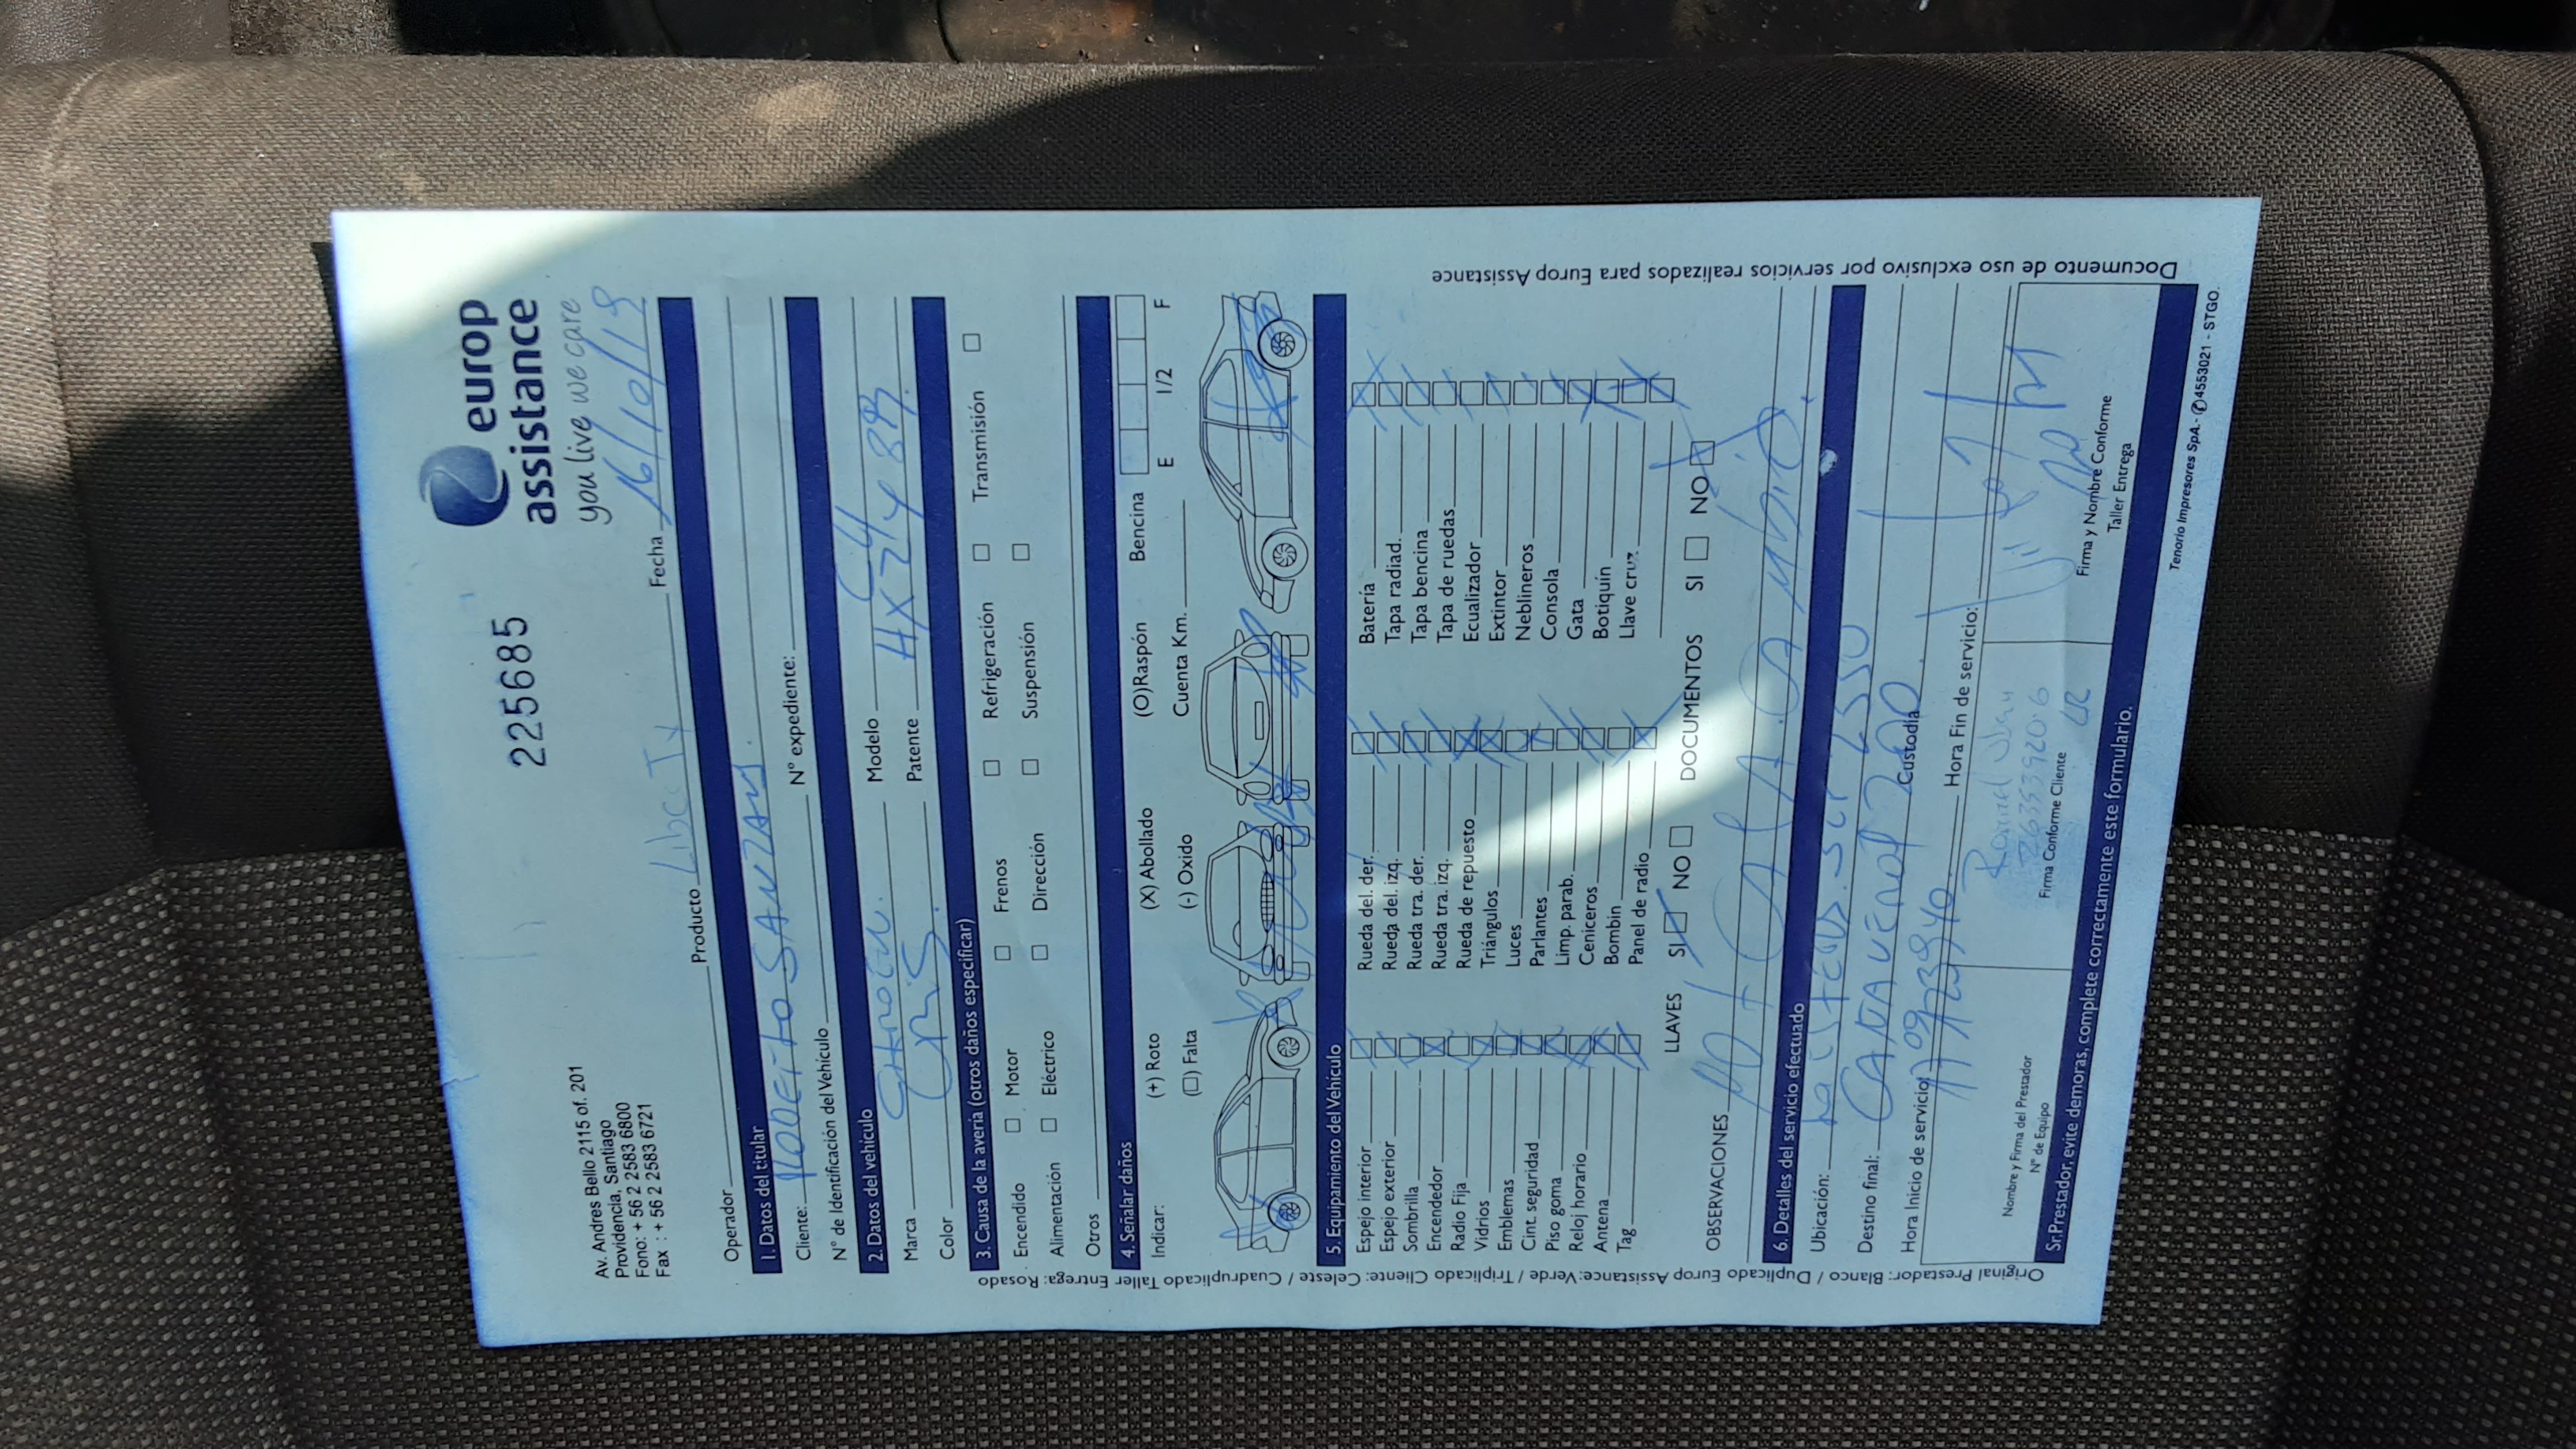 europ
assistance
you live we care
225685
Av. Andres Bello 2115 of. 201
Providencia, Santiago
Fono: + 56 2 2583 6800
Fax : + 56 2 2583 6721
Operador Producto Fecha 16/10/19
1. Datos del titular
Cliente:
N° de Identificación del Vehículo N° expediente:
2. Datos del vehículo
Marca Modelo C4
Color Gris. Patente
3. Causa de la avería (otros daños especificar)
Encendido Motor Frenos Refrigeración Transmisión
Alimentación Eléctrico Dirección Suspensión
Otros
4. Señalar daños
Indicar: (+) Roto (X) Abollado (O)Raspón Bencina E 1/2 F
(□) Falta (-) Oxido Cuenta Km.
5. Equipamiento del Vehículo
Espejo interior Rueda del. der. Batería
Espejo exterior Rueda del. izq. Tapa radiad.
Sombrilla Rueda tra. der. Tapa bencina
Encendedor Rueda tra. izq. Tapa de ruedas
Radio Fija Rueda de repuesto Ecualizador
Vidrios Triángulos Extintor
Emblemas Luces Neblineros
Cint. seguridad Parlantes Consola
Piso goma Limp. parab. Gata
Reloj horario Ceniceros Botiquín
Antena Bombin Llave cruz
Tag Panel de radio
LLAVES SI NO DOCUMENTOS SI NO
OBSERVACIONES
6. Detalles del servicio efectuado
Ubicación:
Destino final:
Hora Inicio de servicio: Custodia
Hora Fin de servicio:
Nombre y Firma del Prestador
N° de Equipo
Firma Conforme Cliente
Firma y Nombre Conforme
Taller Entrega
Sr. Prestador, evite demoras, complete correctamente este formulario.
Tenorio Impresores SpA.- ✆4553021 - STGO.
Original Prestador: Blanco / Duplicado Europ Assistance:Verde / Triplicado Cliente: Celeste / Cuadruplicado Taller Entrega: Rosado
Documento de uso exclusivo por servicios realizados para Europ Assistance